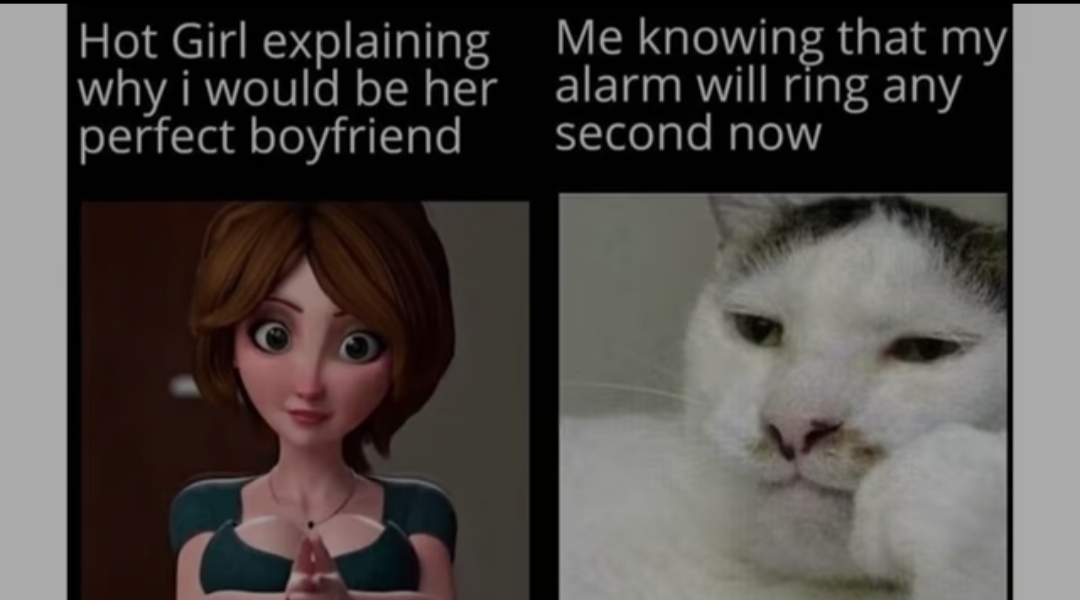 Hot Girl explaining
why i would be her
perfect boyfriend
Me knowing that my
alarm will ring any
second now